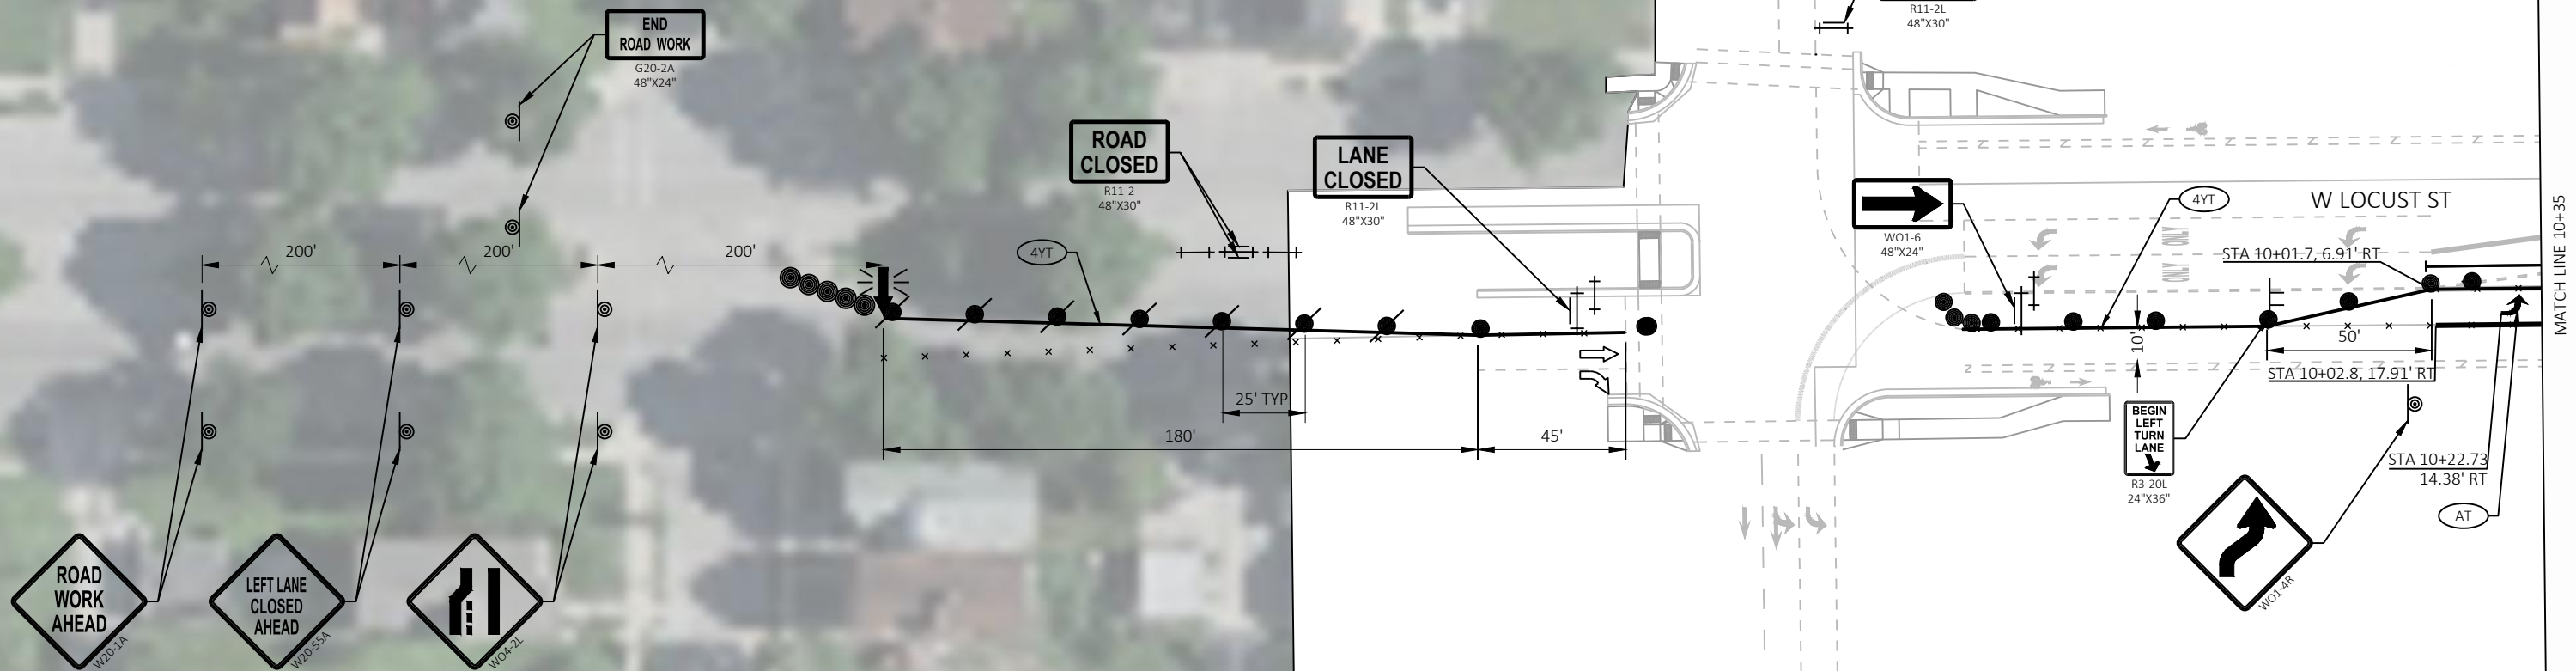 END
ROAD WORK
G20-2A
48"X24"
R11-2L
48"X30"
ROAD
CLOSED
R11-2
48"X30"
LANE
CLOSED
R11-2L
48"X30"
WO1-6
48"X24"
4YT
W LOCUST ST
STA 10+01.7, 6.91' RT
MATCH LINE 10+35
200'
200'
200'
4YT
ONLY
ONLY
10'
50'
STA 10+02.8, 17.91' RT
25' TYP
180'
45'
BEGIN
LEFT
TURN
LANE
R3-20L
24"X36"
STA 10+22.73
14.38' RT
AT
WO1-4R
ROAD
WORK
AHEAD
W20-1A
LEFT LANE
CLOSED
AHEAD
W20-5SA
WO4-2L